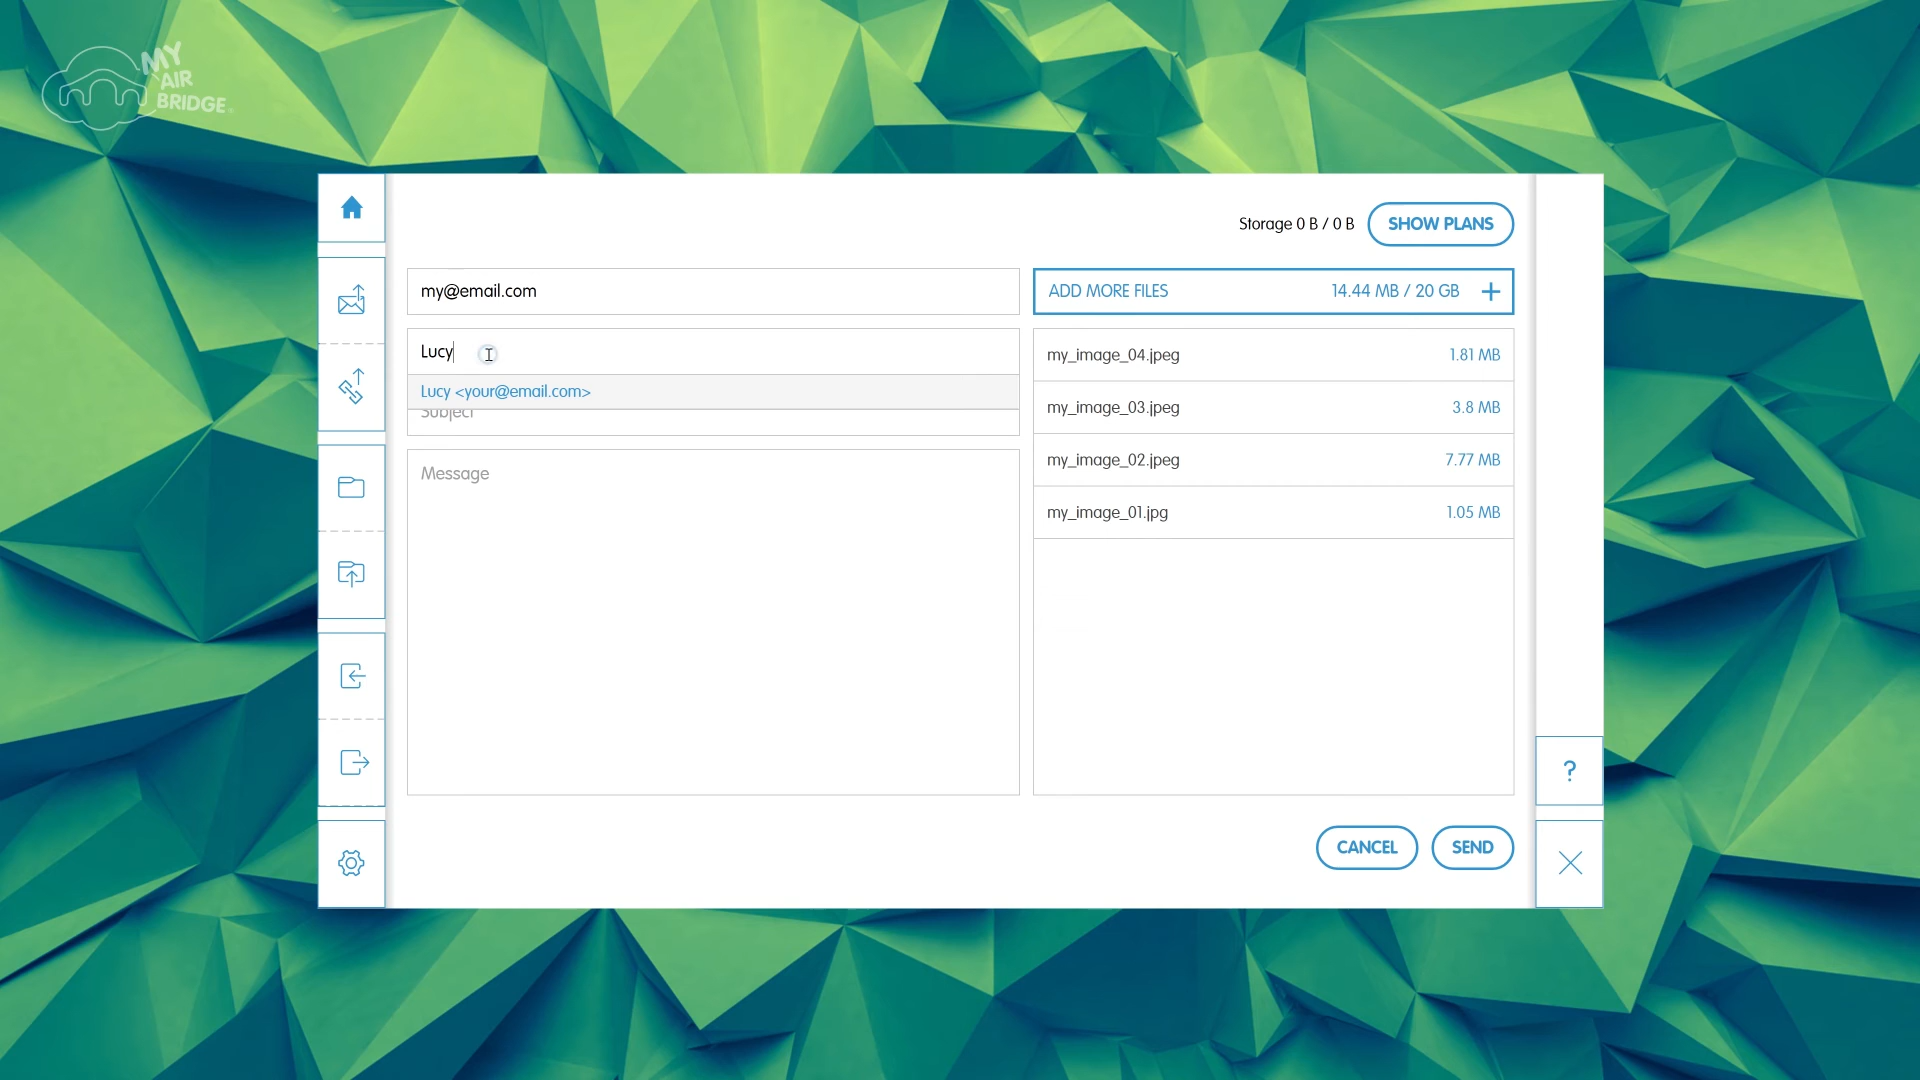 MY
AIR
BRIDGE
Storage 0 B / 0 B
SHOW PLANS
my@email.com
ADD MORE FILES 14.44 MB / 20 GB
Lucy
Lucy <your@email.com>
Subject
Message
my_image_04.jpeg 1.81 MB
my_image_03.jpeg 3.8 MB
my_image_02.jpeg 7.77 MB
my_image_01.jpg 1.05 MB
?
CANCEL
SEND